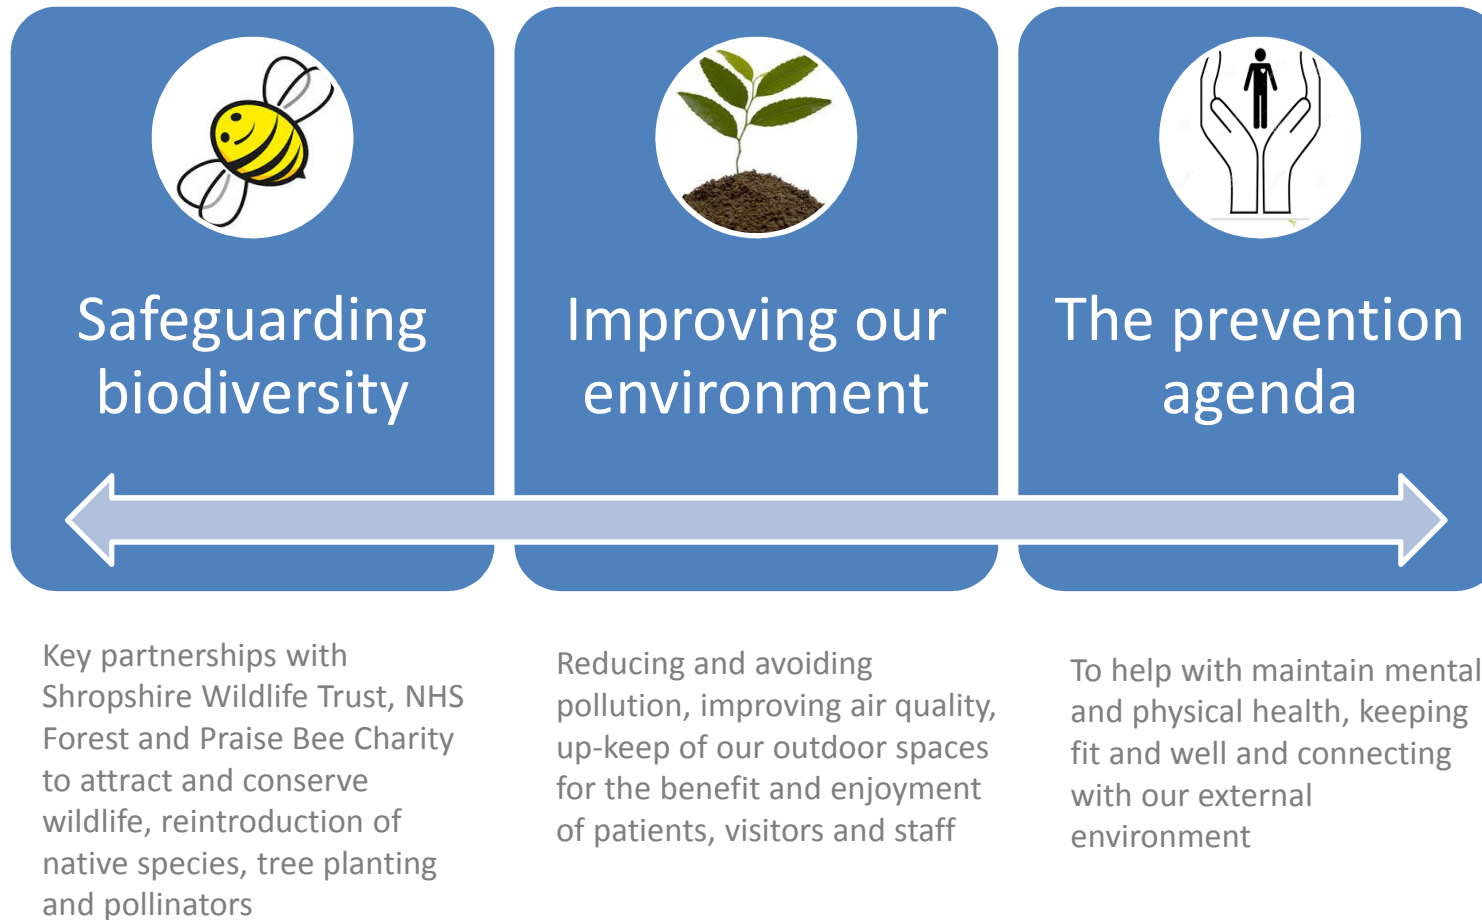 Safeguarding
biodiversity
Improving our
environment
The prevention
agenda
Key partnerships with
Shropshire Wildlife Trust, NHS
Forest and Praise Bee Charity
to attract and conserve
wildlife, reintroduction of
native species, tree planting
and pollinators
Reducing and avoiding
pollution, improving air quality,
up-keep of our outdoor spaces
for the benefit and enjoyment
of patients, visitors and staff
To help with maintain mental
and physical health, keeping
fit and well and connecting
with our external
environment